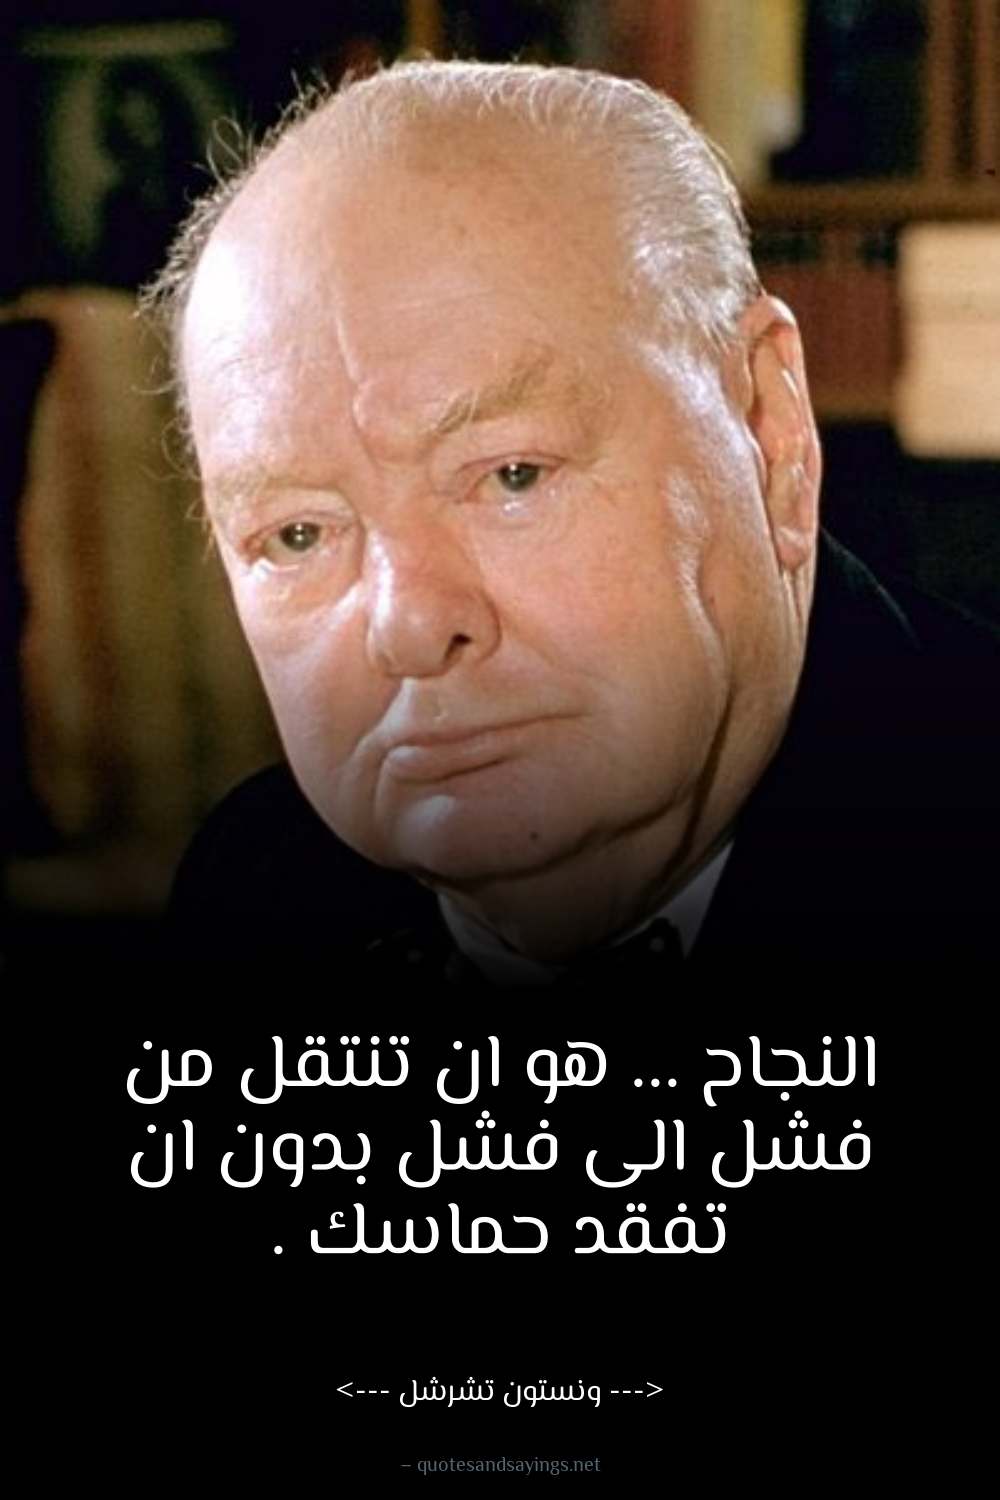 النجاح ... هو ان تنتقل من
فشل الى فشل بدون ان
تفقد حماسك .
<--- ونستون تشرشل --->
– quotesandsayings.net